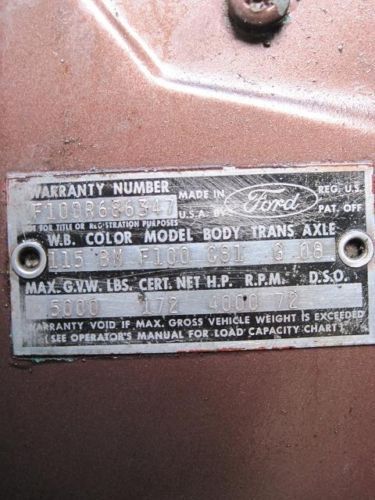 WARRANTY NUMBER MADE IN Ford REG. U.S.
F10DR686347 U.S.A. BY PAT. OFF.
NOT FOR TITLE OR REGISTRATION PURPOSES
W.B. COLOR MODEL BODY TRANS AXLE
115 BM F100 C81 G 08
MAX. G.V.W. LBS. CERT. NET H.P. R.P.M. D.S.O.
5000 172 4000 72
WARRANTY VOID IF MAX. GROSS VEHICLE WEIGHT IS EXCEEDED
(SEE OPERATOR'S MANUAL FOR LOAD CAPACITY CHART)